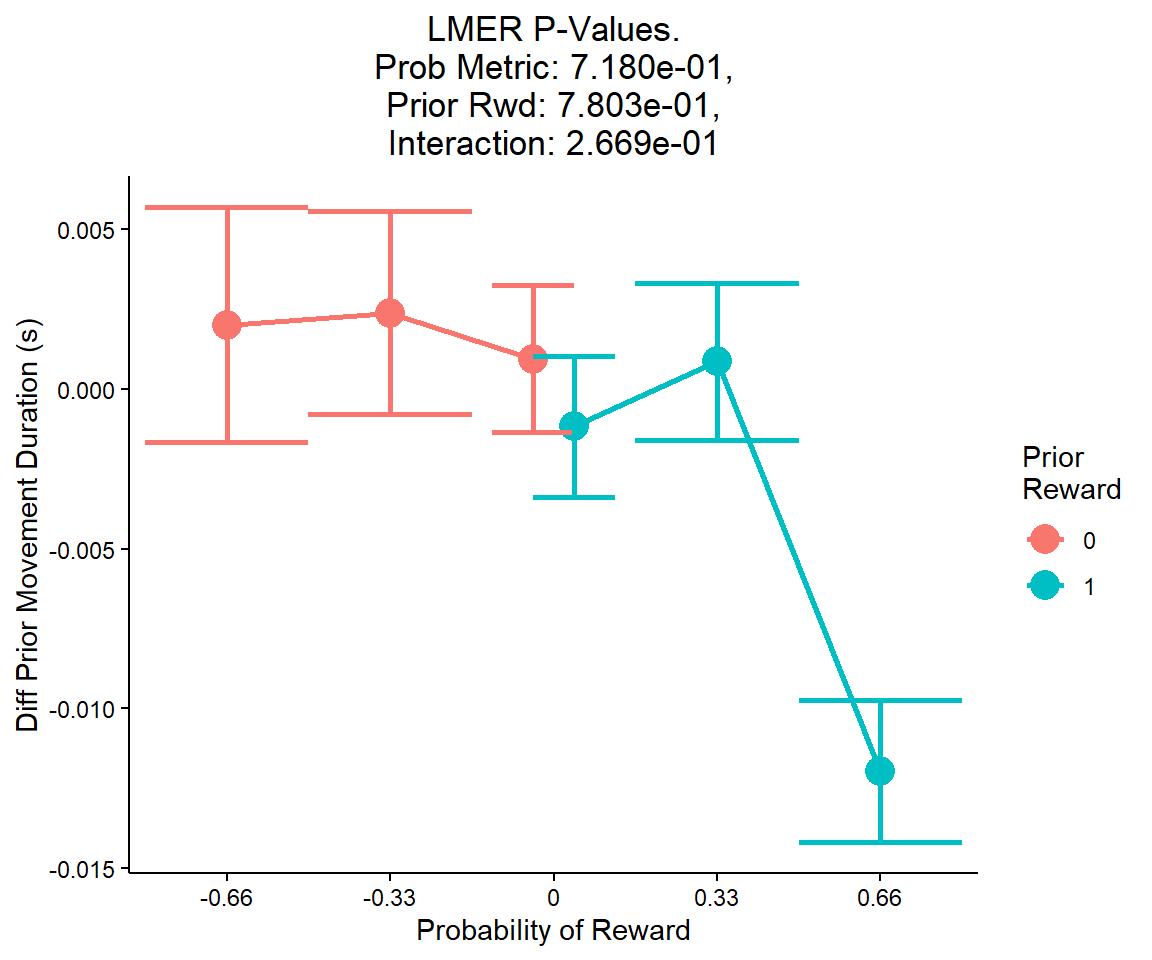 LMER P-Values.
Prob Metric: 7.180e-01,
Prior Rwd: 7.803e-01,
Interaction: 2.669e-01
Diff Prior Movement Duration (s)
0.005
0.000
-0.005
-0.010
-0.015
-0.66
-0.33
0
0.33
0.66
Probability of Reward
Prior
Reward
0
1